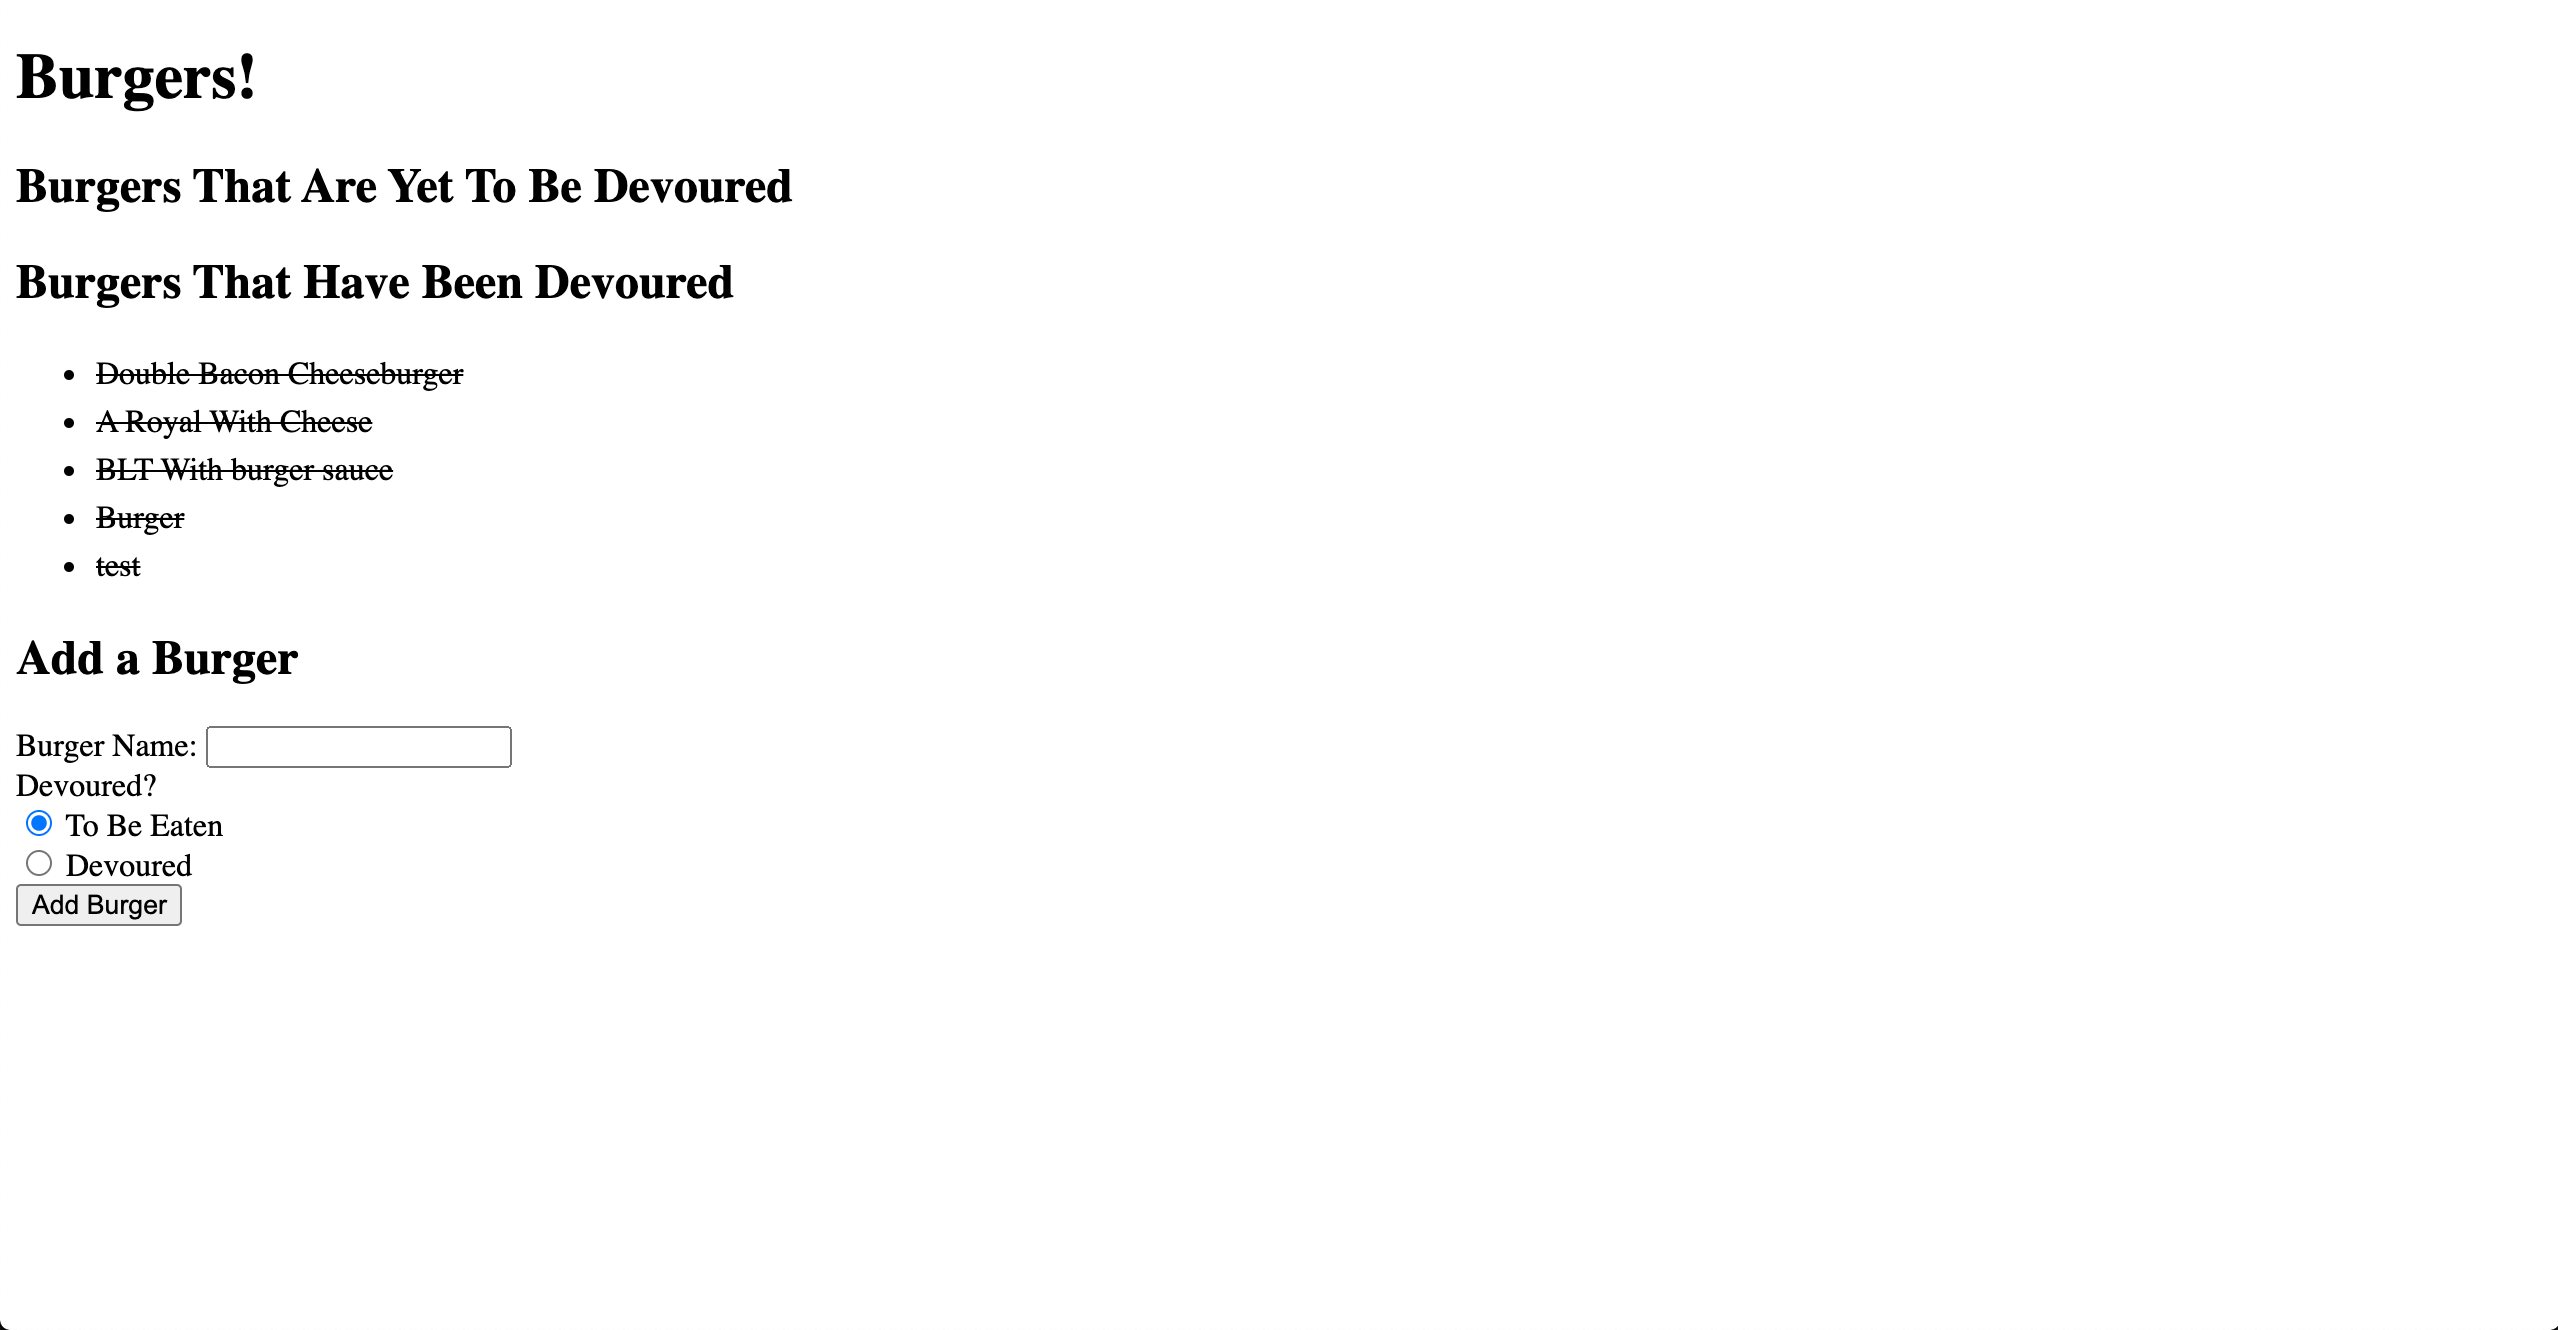 Burgers!
Burgers That Are Yet To Be Devoured
Burgers That Have Been Devoured
Double Bacon Cheeseburger
A Royal With Cheese
BLT With burger sauce
Burger
test
Add a Burger
Burger Name:
Devoured?
To Be Eaten
Devoured
Add Burger